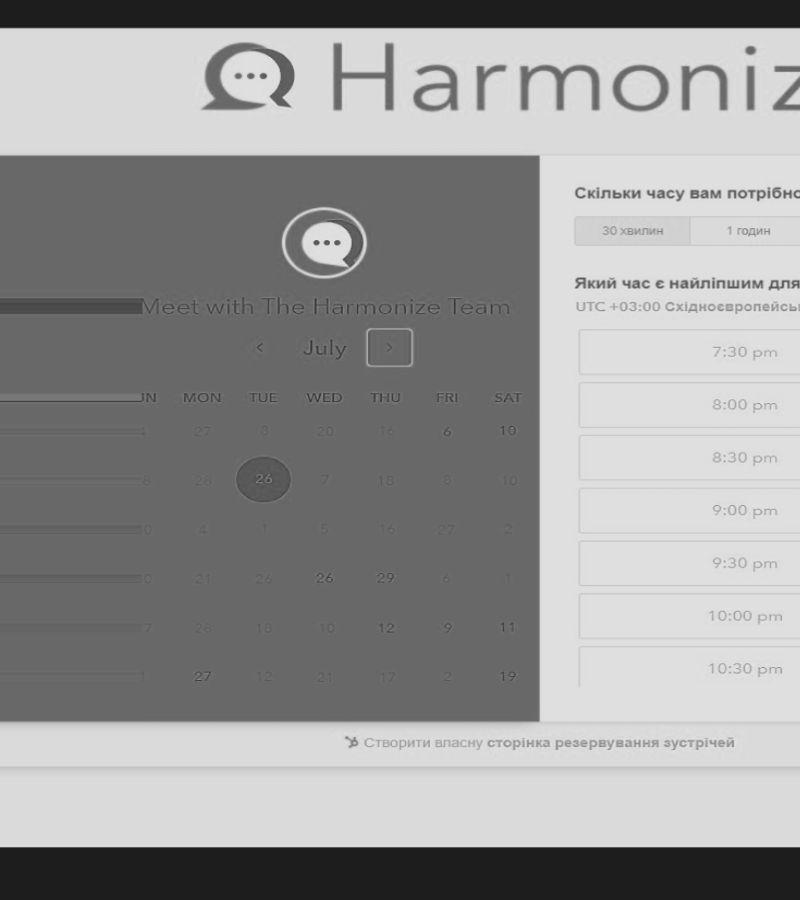 Harmoniz
Meet with The Harmonize Team
July
UN MON TUE WED THU FRI SAT
27 3 20 16 6 10
8 28 26 7 18 8 10
0 4 1 5 16 27 2
0 21 26 26 29 6 1
7 28 18 10 12 9 11
1 27 12 21 17 2 19
Скільки часу вам потрібно
30 хвилин 1 годин
Який час є найліпшим для
UTC +03:00 Східноєвропейсь
7:30 pm
8:00 pm
8:30 pm
9:00 pm
9:30 pm
10:00 pm
10:30 pm
Створити власну сторінка резервування зустрічей